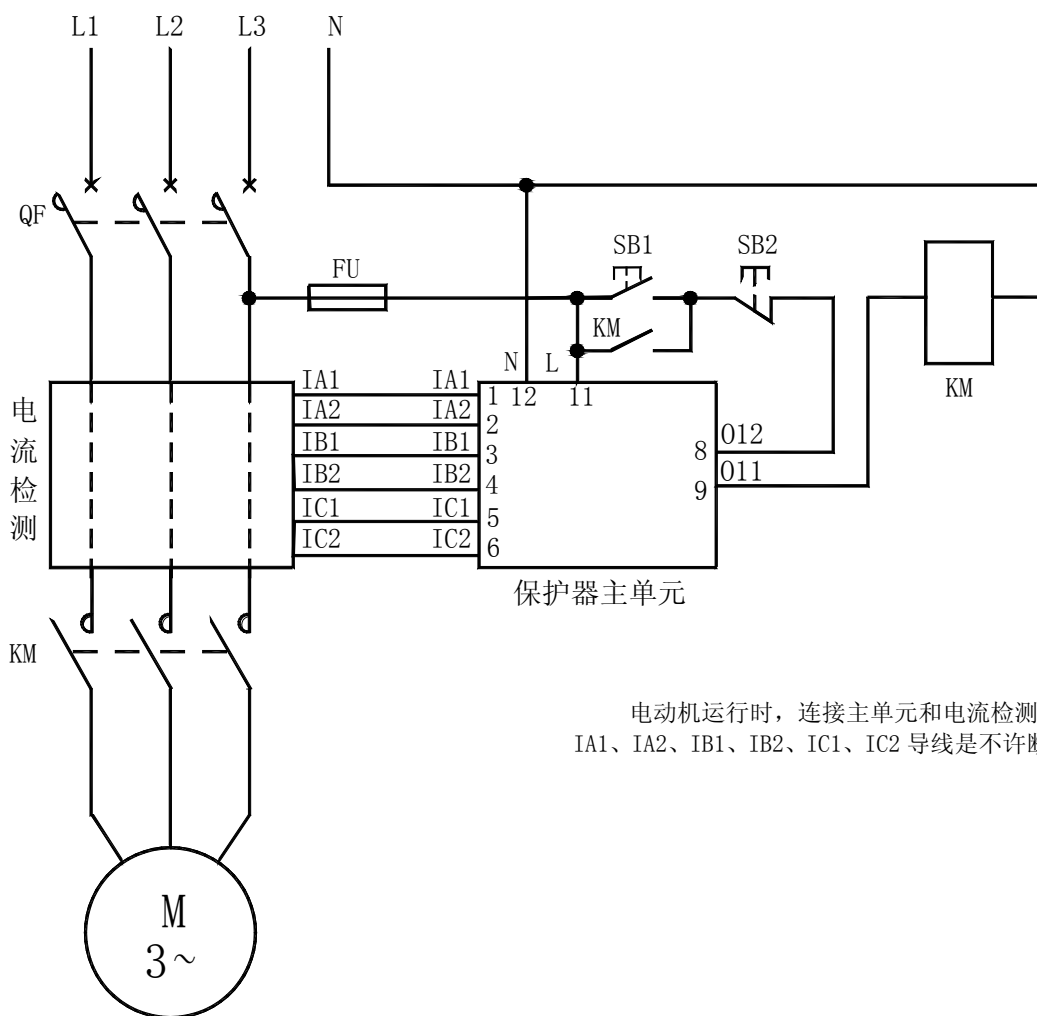 L1 L2 L3 N
QF
FU
SB1 SB2
KM
KM
N L
IA1 IA1 1 12 11
IA2 IA2 2
IB1 IB1 3
IB2 IB2 4
IC1 IC1 5
IC2 IC2 6
8 O12
9 O11
电流检测
保护器主单元
KM
电动机运行时，连接主单元和电流检测
IA1、IA2、IB1、IB2、IC1、IC2 导线是不许
M
3~